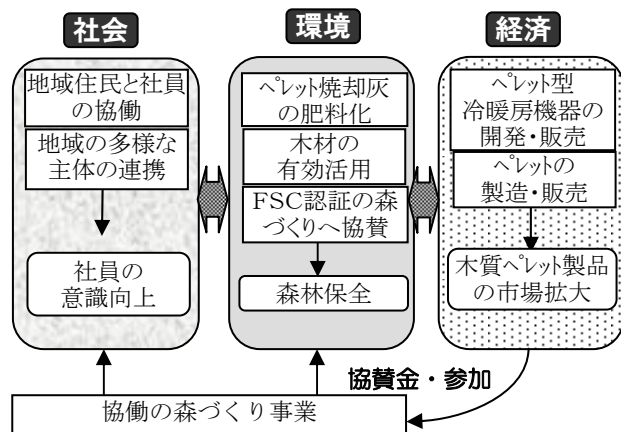 社会
地域住民と社員
の協働
地域の多様な
主体の連携
社員の
意識向上
環境
ペレット焼却灰
の肥料化
木材の
有効活用
FSC認証の森
づくりへ協賛
森林保全
経済
ペレット型
冷暖房機器の
開発・販売
ペレットの
製造・販売
木質ペレット製品
の市場拡大
協賛金・参加
協働の森づくり事業